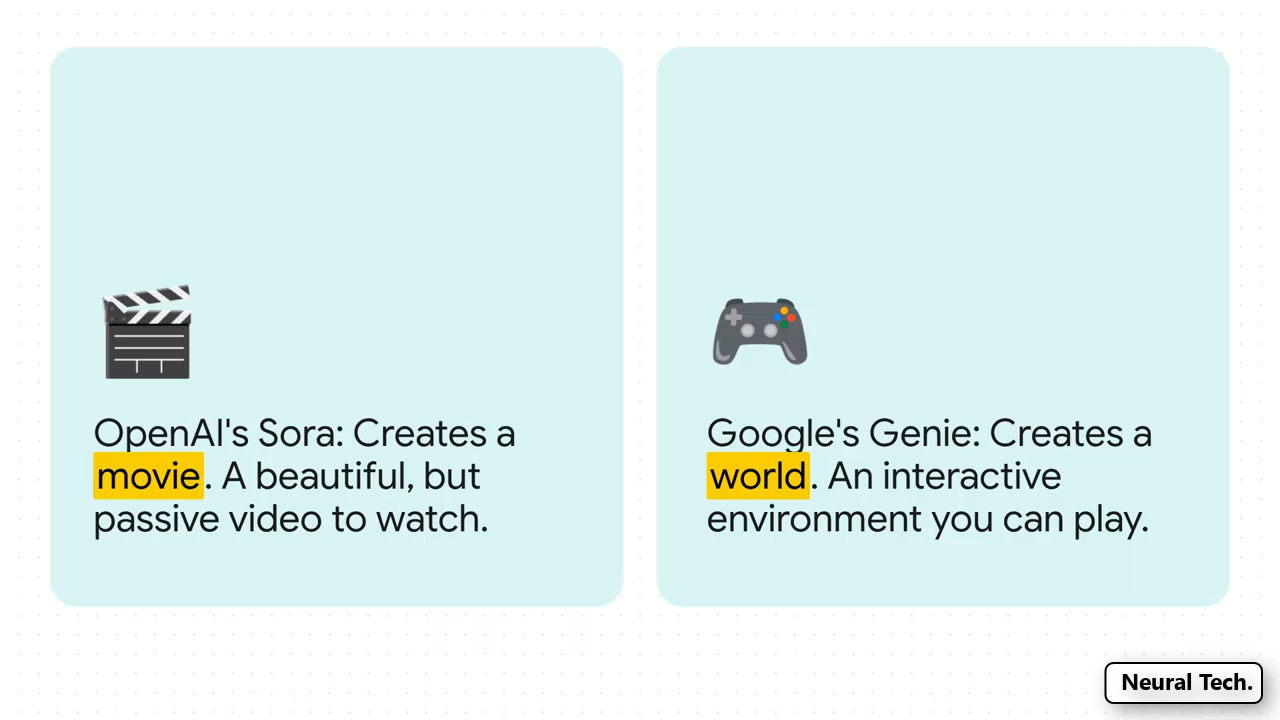 OpenAI's Sora: Creates a
movie. A beautiful, but
passive video to watch.
Google's Genie: Creates a
world. An interactive
environment you can play.
Neural Tech.